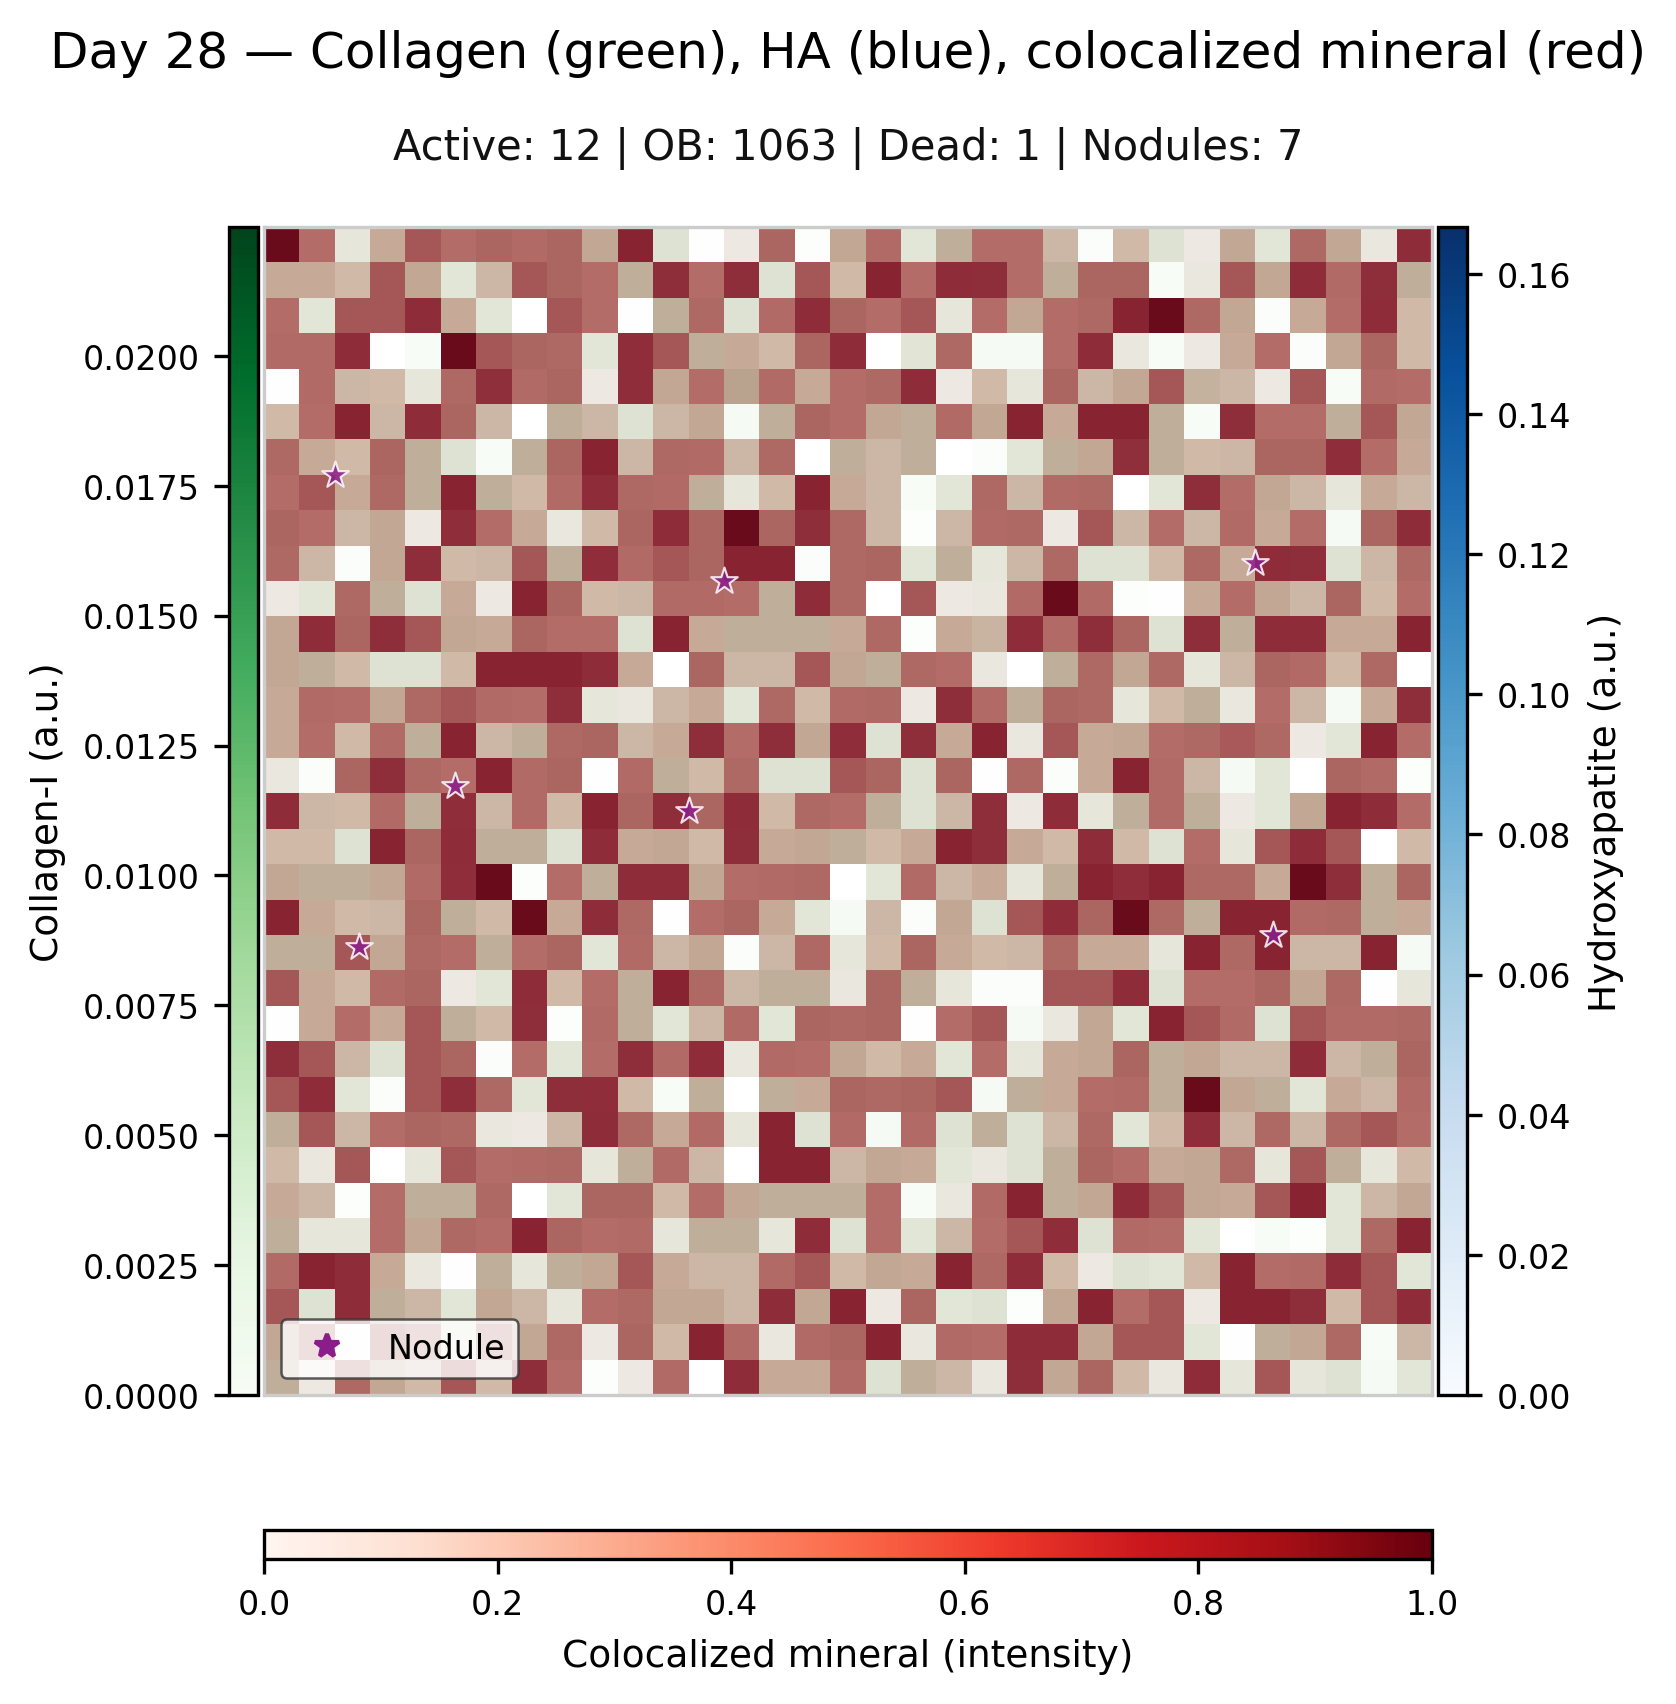 Day 28 — Collagen (green), HA (blue), colocalized mineral (red)
Active: 12 | OB: 1063 | Dead: 1 | Nodules: 7
Collagen-I (a.u.)
0.0200
0.0175
0.0150
0.0125
0.0100
0.0075
0.0050
0.0025
0.0000
Nodule
0.16
0.14
0.12
0.10
0.08
0.06
0.04
0.02
0.00
Hydroxyapatite (a.u.)
0.0 0.2 0.4 0.6 0.8 1.0
Colocalized mineral (intensity)